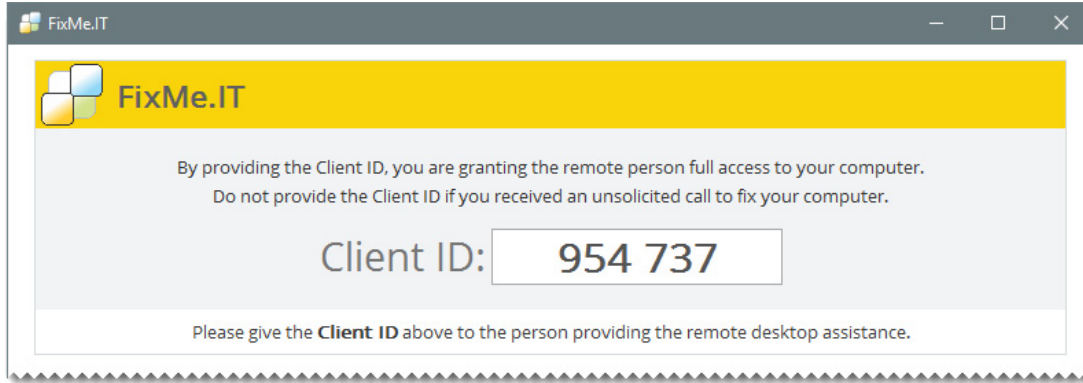 FixMe.IT
FixMe.IT
By providing the Client ID, you are granting the remote person full access to your computer.
Do not provide the Client ID if you received an unsolicited call to fix your computer.
Client ID: 954 737
Please give the Client ID above to the person providing the remote desktop assistance.